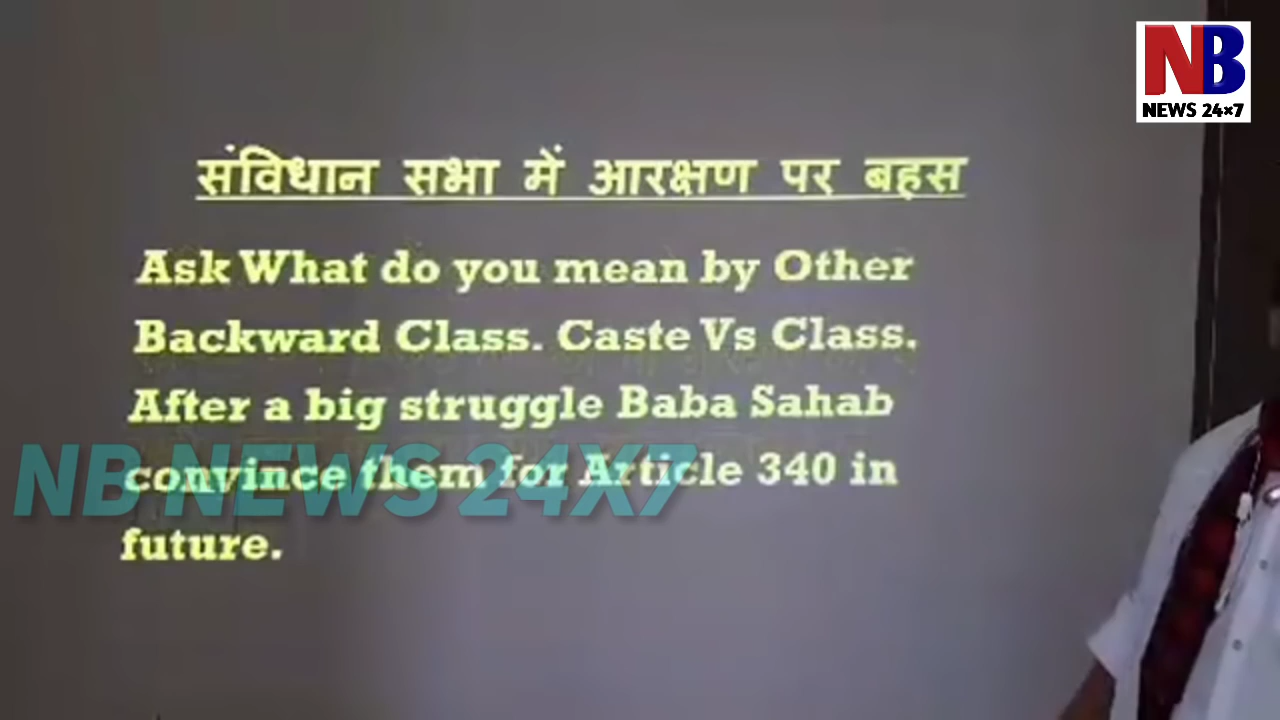 NB
NEWS 24×7
संविधान सभा में आरक्षण पर बहस
Ask What do you mean by Other
Backward Class. Caste Vs Class.
After a big struggle Baba Sahab
convince them for Article 340 in
future.
NB NEWS 24X7